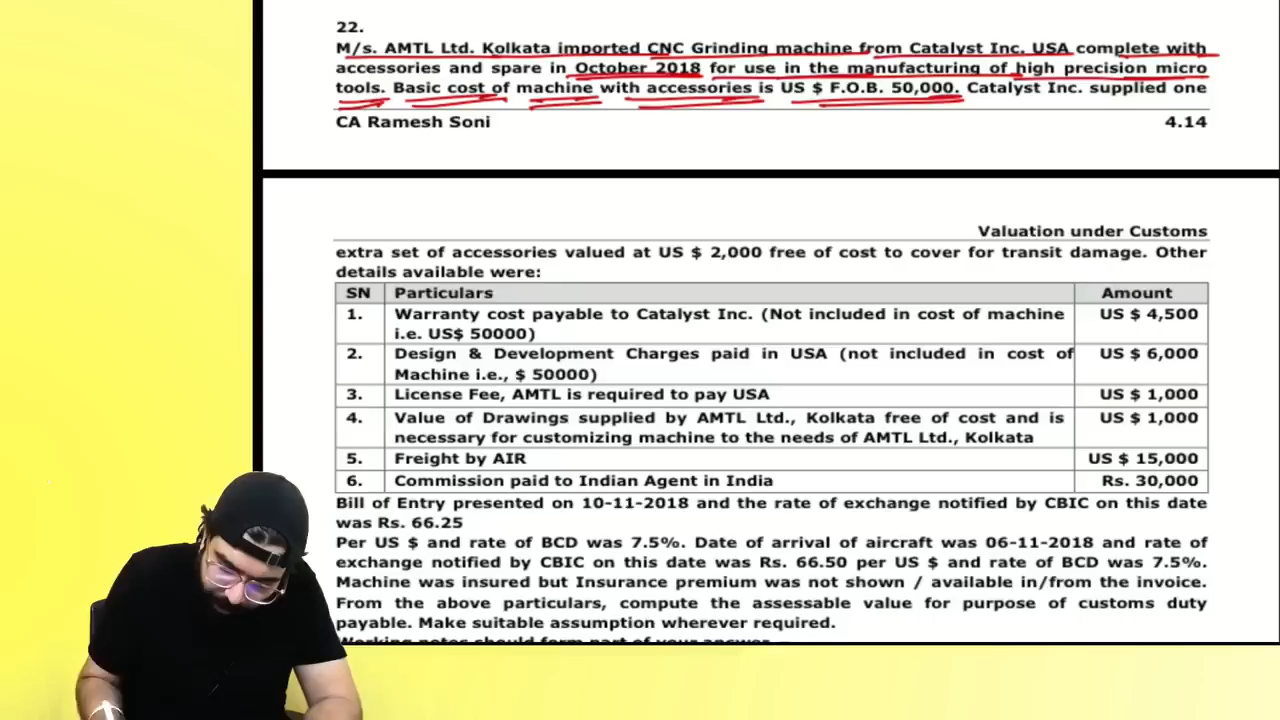 22.
M/s. AMTL Ltd. Kolkata imported CNC Grinding machine from Catalyst Inc. USA complete with
accessories and spare in October 2018 for use in the manufacturing of high precision micro
tools. Basic cost of machine with accessories is US $ F.O.B. 50,000. Catalyst Inc. supplied one
CA Ramesh Soni 4.14
Valuation under Customs
extra set of accessories valued at US $ 2,000 free of cost to cover for transit damage. Other
details available were:
SN Particulars Amount
1. Warranty cost payable to Catalyst Inc. (Not included in cost of machine US $ 4,500
i.e. US$ 50000)
2. Design & Development Charges paid in USA (not included in cost of US $ 6,000
Machine i.e., $ 50000)
3. License Fee, AMTL is required to pay USA US $ 1,000
4. Value of Drawings supplied by AMTL Ltd., Kolkata free of cost and is US $ 1,000
necessary for customizing machine to the needs of AMTL Ltd., Kolkata
5. Freight by AIR US $ 15,000
6. Commission paid to Indian Agent in India Rs. 30,000
Bill of Entry presented on 10-11-2018 and the rate of exchange notified by CBIC on this date
was Rs. 66.25
Per US $ and rate of BCD was 7.5%. Date of arrival of aircraft was 06-11-2018 and rate of
exchange notified by CBIC on this date was Rs. 66.50 per US $ and rate of BCD was 7.5%.
Machine was insured but Insurance premium was not shown / available in/from the invoice.
From the above particulars, compute the assessable value for purpose of customs duty
payable. Make suitable assumption wherever required.
Working notes should form part of your answer